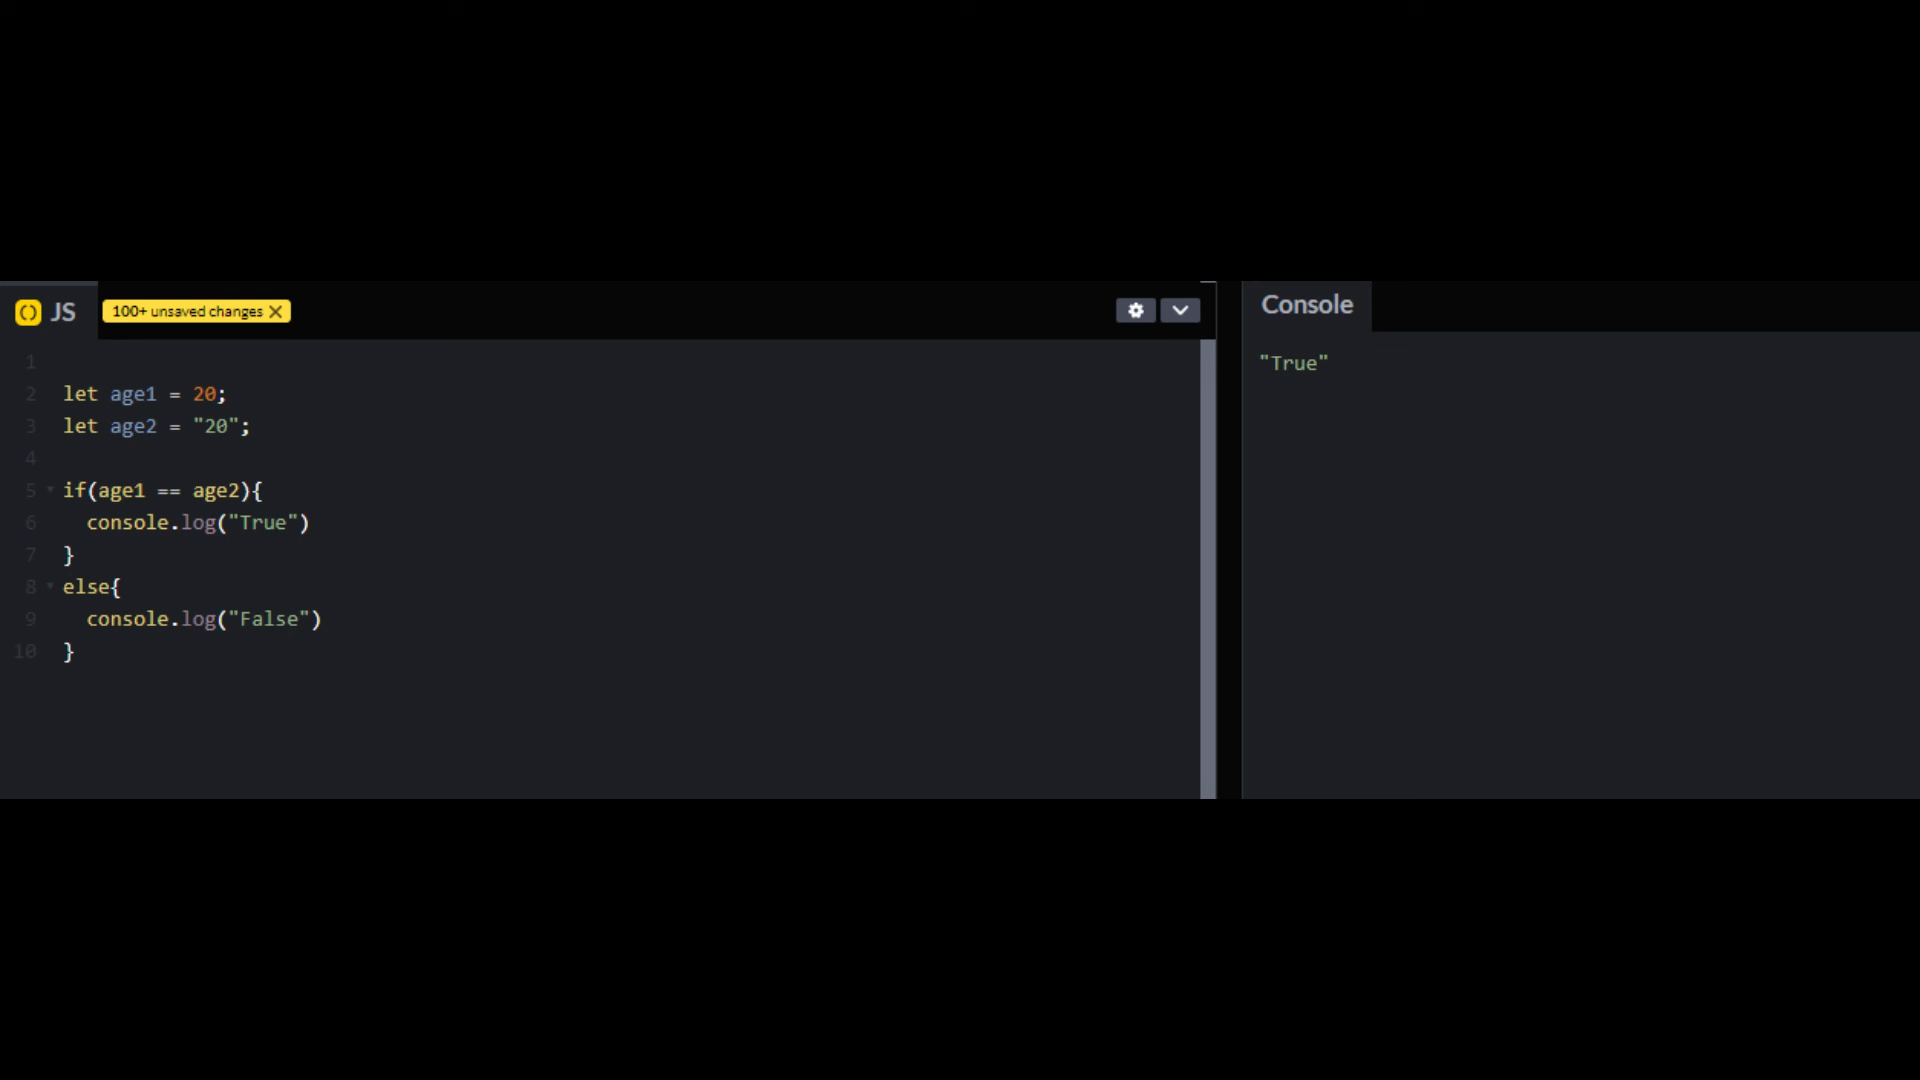 JS 100+ unsaved changes
1
2 let age1 = 20;
3 let age2 = "20";
4
5 if(age1 == age2){
6 console.log("True")
7 }
8 else{
9 console.log("False")
10 }
Console
"True"